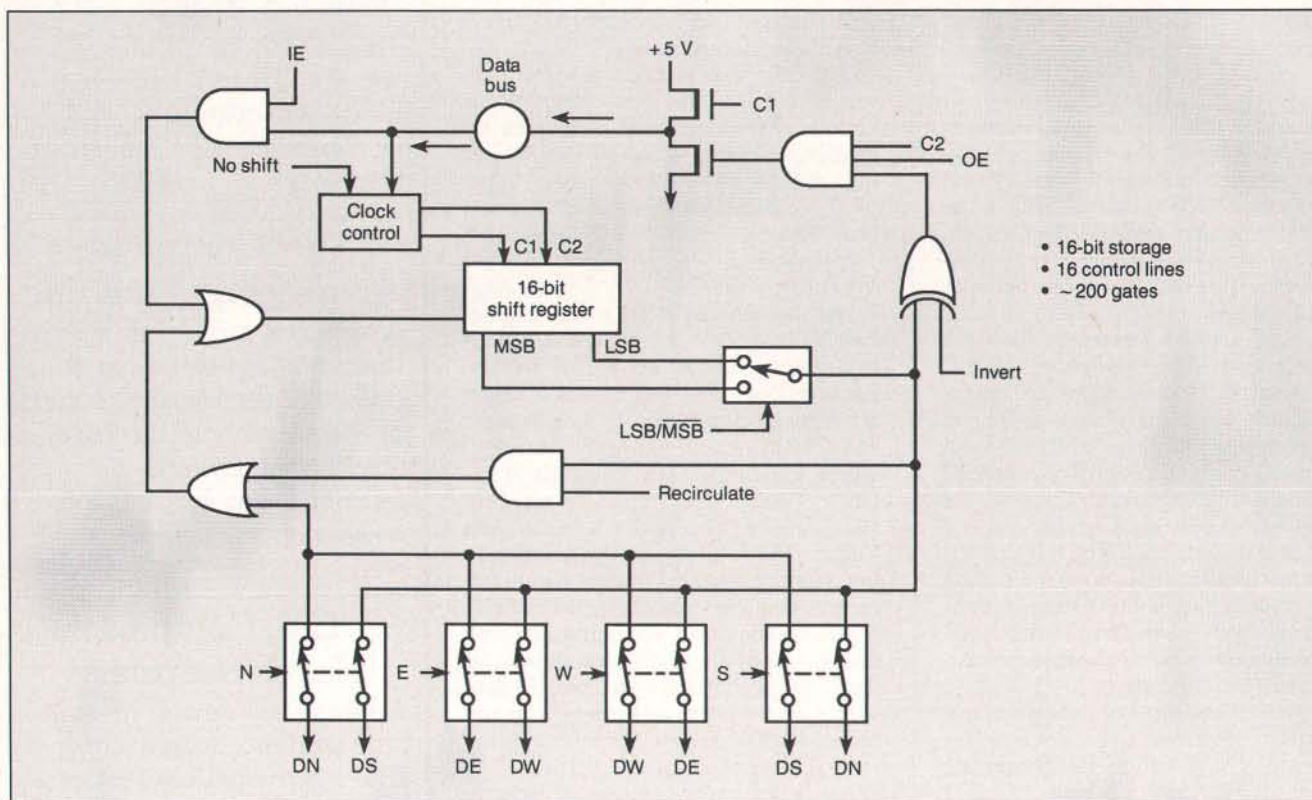 IE
Data
bus
+5 V
C1
No shift
C2
OE
Clock
control
C1 C2
• 16-bit storage
• 16 control lines
• ~200 gates
16-bit
shift register
MSB LSB
Invert
LSB/M̅S̅B̅
Recirculate
N E W S
DN DS DE DW DW DE DS DN